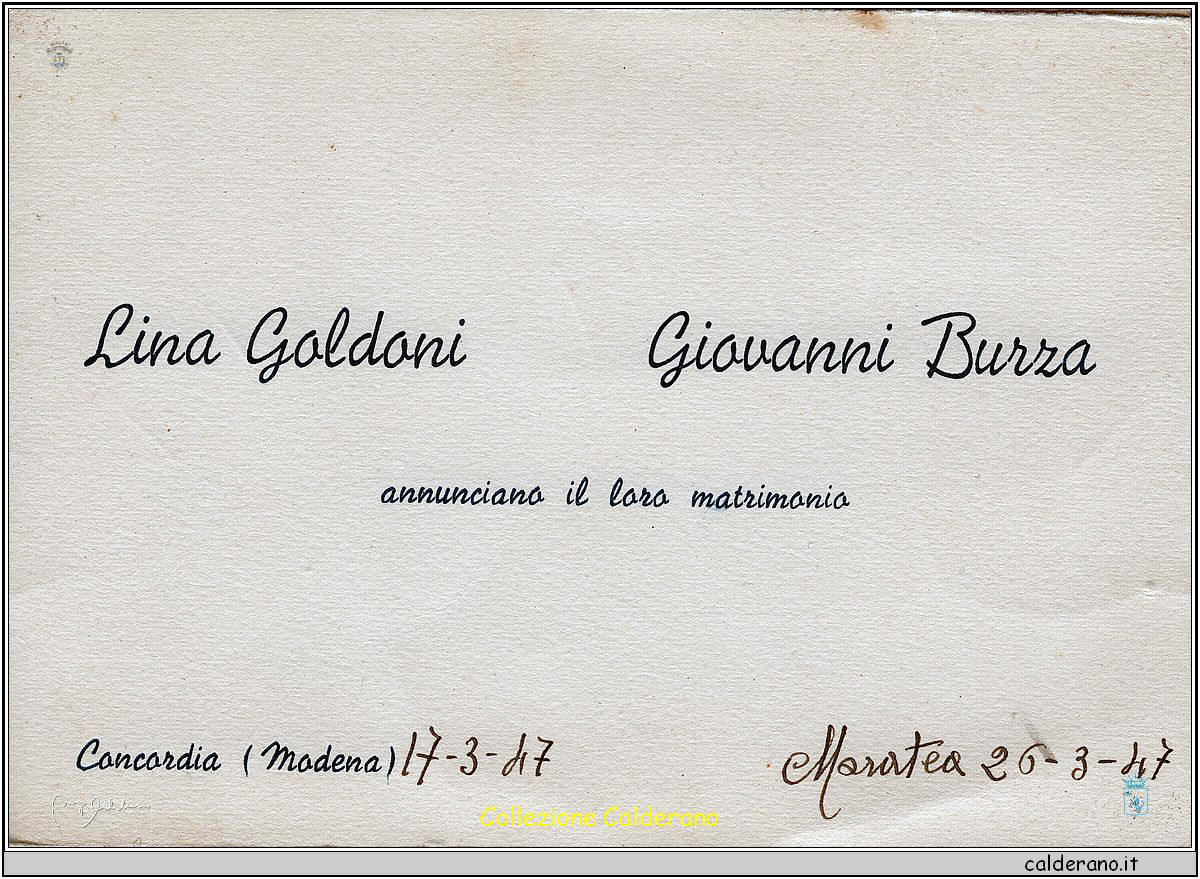 Lina Goldoni Giovanni Burza
annunciano il loro matrimonio
Concordia (Modena) 17-3-47 Maratea 26-3-47
Collezione Calderano
calderano.it